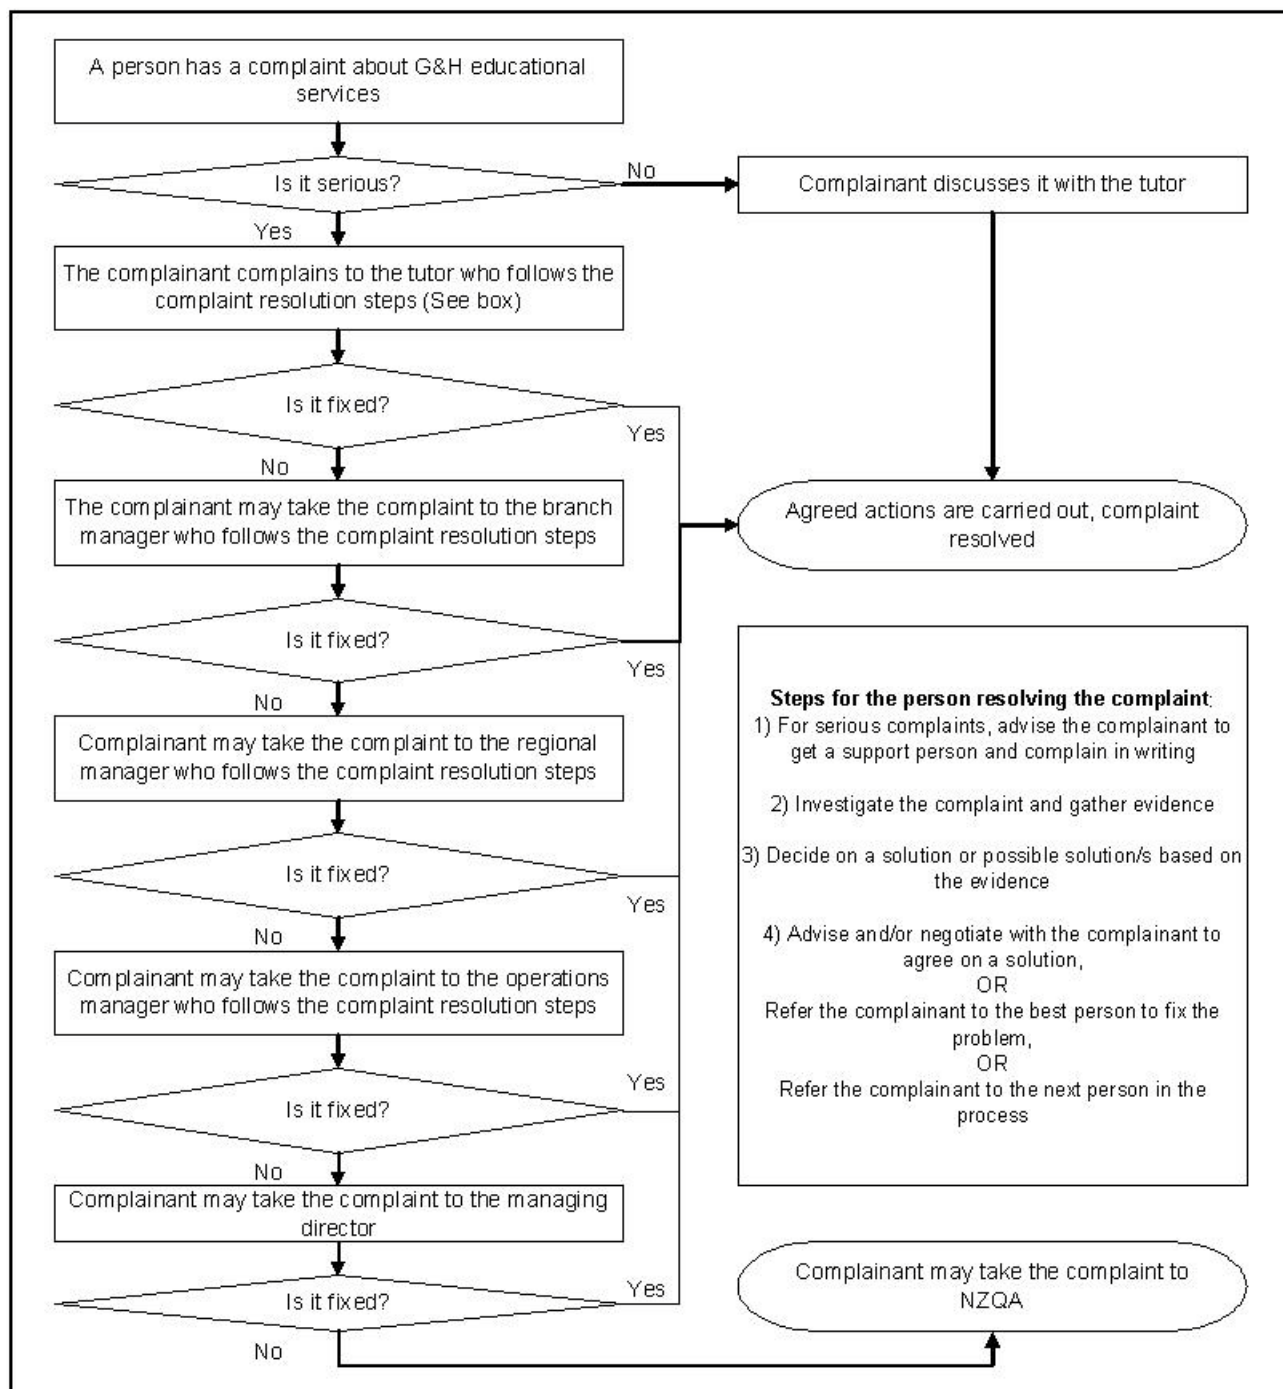 A person has a complaint about G&H educational
services
Is it serious?
No
Complainant discusses it with the tutor
Yes
The complainant complains to the tutor who follows the
complaint resolution steps (See box)
Is it fixed?
Yes
No
The complainant may take the complaint to the branch
manager who follows the complaint resolution steps
Agreed actions are carried out, complaint
resolved
Is it fixed?
Yes
No
Complainant may take the complaint to the regional
manager who follows the complaint resolution steps
Is it fixed?
Yes
No
Complainant may take the complaint to the operations
manager who follows the complaint resolution steps
Is it fixed?
Yes
No
Complainant may take the complaint to the managing
director
Is it fixed?
Yes
No
Steps for the person resolving the complaint:
1) For serious complaints, advise the complainant to
get a support person and complain in writing
2) Investigate the complaint and gather evidence
3) Decide on a solution or possible solution/s based on
the evidence
4) Advise and/or negotiate with the complainant to
agree on a solution,
OR
Refer the complainant to the best person to fix the
problem,
OR
Refer the complainant to the next person in the
process
Complainant may take the complaint to
NZQA